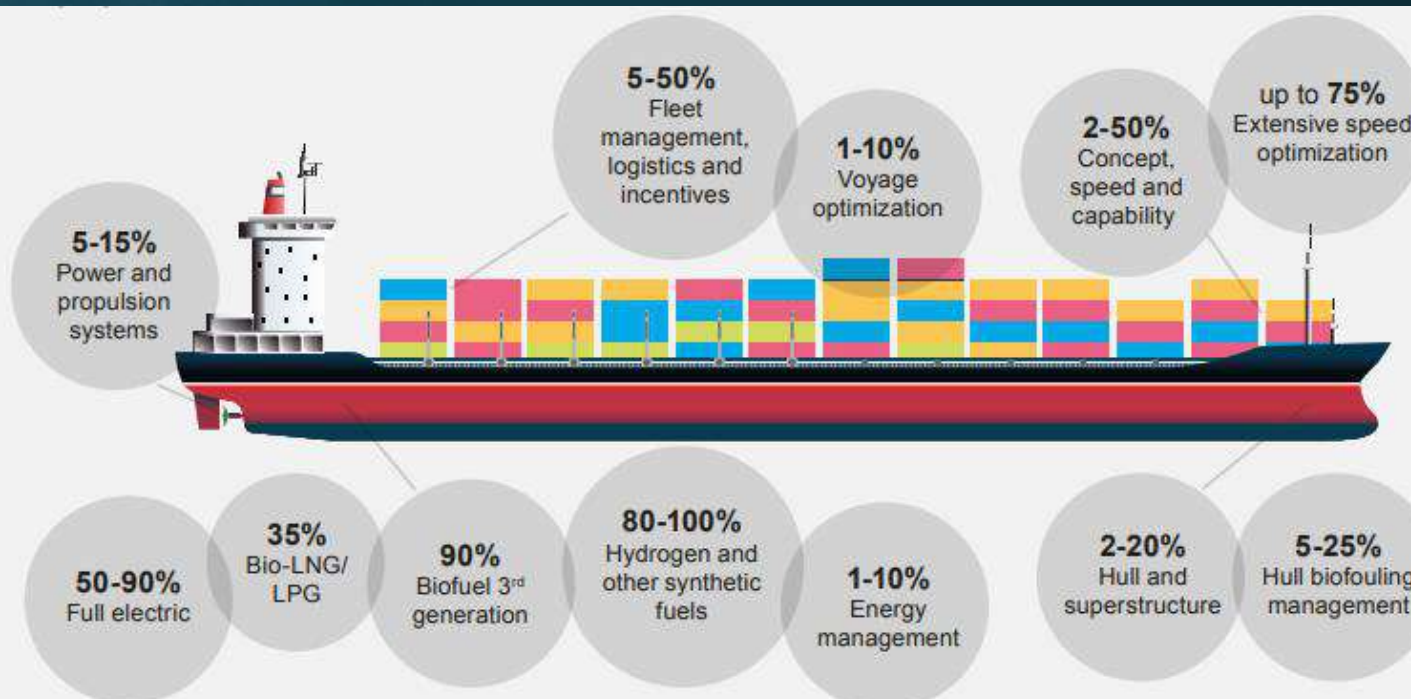 5-50%
Fleet
management,
logistics and
incentives
1-10%
Voyage
optimization
2-50%
Concept,
speed and
capability
up to 75%
Extensive speed
optimization
5-15%
Power and
propulsion
systems
50-90%
Full electric
35%
Bio-LNG/
LPG
90%
Biofuel 3rd
generation
80-100%
Hydrogen and
other synthetic
fuels
1-10%
Energy
management
2-20%
Hull and
superstructure
5-25%
Hull biofouling
management